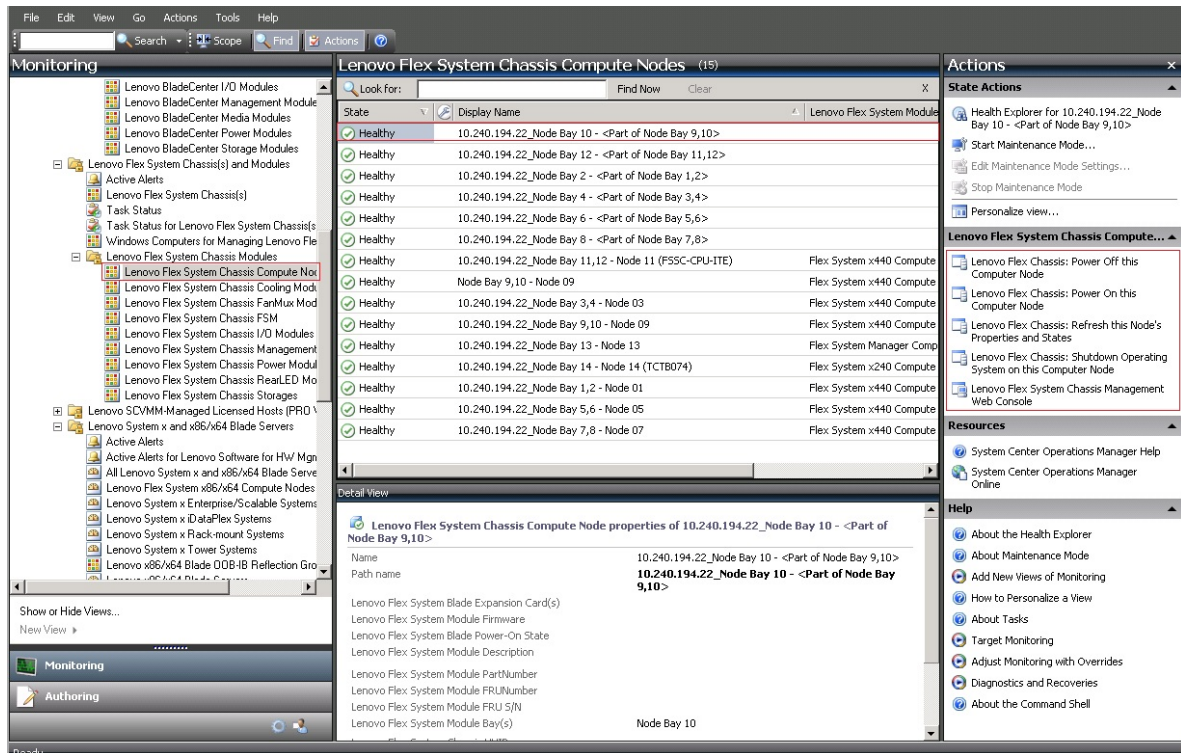 File Edit View Go Actions Tools Help
Search Scope Find Actions
Monitoring
Lenovo BladeCenter I/O Modules
Lenovo BladeCenter Management Module
Lenovo BladeCenter Media Modules
Lenovo BladeCenter Power Modules
Lenovo BladeCenter Storage Modules
Lenovo Flex System Chassis(s) and Modules
Active Alerts
Lenovo Flex System Chassis(s)
Task Status
Task Status for Lenovo Flex System Chassis(s
Windows Computers for Managing Lenovo Fle
Lenovo Flex System Chassis Modules
Lenovo Flex System Chassis Compute Noc
Lenovo Flex System Chassis Cooling Modu
Lenovo Flex System Chassis FanMux Mod
Lenovo Flex System Chassis FSM
Lenovo Flex System Chassis I/O Modules
Lenovo Flex System Chassis Management
Lenovo Flex System Chassis Power Modul
Lenovo Flex System Chassis RearLED Mo
Lenovo Flex System Chassis Storages
Lenovo SCVMM-Managed Licensed Hosts (PRO
Lenovo System x and x86/x64 Blade Servers
Active Alerts
Active Alerts for Lenovo Software for HW Mgn
All Lenovo System x and x86/x64 Blade Serve
Lenovo Flex System x86/x64 Compute Nodes
Lenovo System x Enterprise/Scalable Systems
Lenovo System x iDataPlex Systems
Lenovo System x Rack-mount Systems
Lenovo System x Tower Systems
Lenovo x86/x64 Blade OOB-IB Reflection Gro
Show or Hide Views...
New View
Monitoring
Authoring
Ready
Lenovo Flex System Chassis Compute Nodes (15)
Look for: Find Now Clear X
State Display Name Lenovo Flex System Module
Healthy 10.240.194.22_Node Bay 10 - <Part of Node Bay 9,10>
Healthy 10.240.194.22_Node Bay 12 - <Part of Node Bay 11,12>
Healthy 10.240.194.22_Node Bay 2 - <Part of Node Bay 1,2>
Healthy 10.240.194.22_Node Bay 4 - <Part of Node Bay 3,4>
Healthy 10.240.194.22_Node Bay 6 - <Part of Node Bay 5,6>
Healthy 10.240.194.22_Node Bay 8 - <Part of Node Bay 7,8>
Healthy 10.240.194.22_Node Bay 11,12 - Node 11 (FSSC-CPU-ITE) Flex System x440 Compute
Healthy Node Bay 9,10 - Node 09 Flex System x440 Compute
Healthy 10.240.194.22_Node Bay 3,4 - Node 03 Flex System x440 Compute
Healthy 10.240.194.22_Node Bay 9,10 - Node 09 Flex System x440 Compute
Healthy 10.240.194.22_Node Bay 13 - Node 13 Flex System Manager Comp
Healthy 10.240.194.22_Node Bay 14 - Node 14 (TCTB074) Flex System x240 Compute
Healthy 10.240.194.22_Node Bay 1,2 - Node 01 Flex System x440 Compute
Healthy 10.240.194.22_Node Bay 5,6 - Node 05 Flex System x440 Compute
Healthy 10.240.194.22_Node Bay 7,8 - Node 07 Flex System x440 Compute
Detail View
Lenovo Flex System Chassis Compute Node properties of 10.240.194.22_Node Bay 10 - <Part of
Node Bay 9,10>
Name 10.240.194.22_Node Bay 10 - <Part of Node Bay 9,10>
Path name 10.240.194.22_Node Bay 10 - <Part of Node Bay
9,10>
Lenovo Flex System Blade Expansion Card(s)
Lenovo Flex System Module Firmware
Lenovo Flex System Blade Power-On State
Lenovo Flex System Module Description
Lenovo Flex System Module PartNumber
Lenovo Flex System Module FRUNumber
Lenovo Flex System Module FRU S/N
Lenovo Flex System Module Bay(s) Node Bay 10
Actions x
State Actions
Health Explorer for 10.240.194.22_Node
Bay 10 - <Part of Node Bay 9,10>
Start Maintenance Mode...
Edit Maintenance Mode Settings...
Stop Maintenance Mode
Personalize view...
Lenovo Flex System Chassis Compute...
Lenovo Flex Chassis: Power Off this
Computer Node
Lenovo Flex Chassis: Power On this
Computer Node
Lenovo Flex Chassis: Refresh this Node's
Properties and States
Lenovo Flex Chassis: Shutdown Operating
System on this Computer Node
Lenovo Flex System Chassis Management
Web Console
Resources
System Center Operations Manager Help
System Center Operations Manager
Online
Help
About the Health Explorer
About Maintenance Mode
Add New Views of Monitoring
How to Personalize a View
About Tasks
Target Monitoring
Adjust Monitoring with Overrides
Diagnostics and Recoveries
About the Command Shell